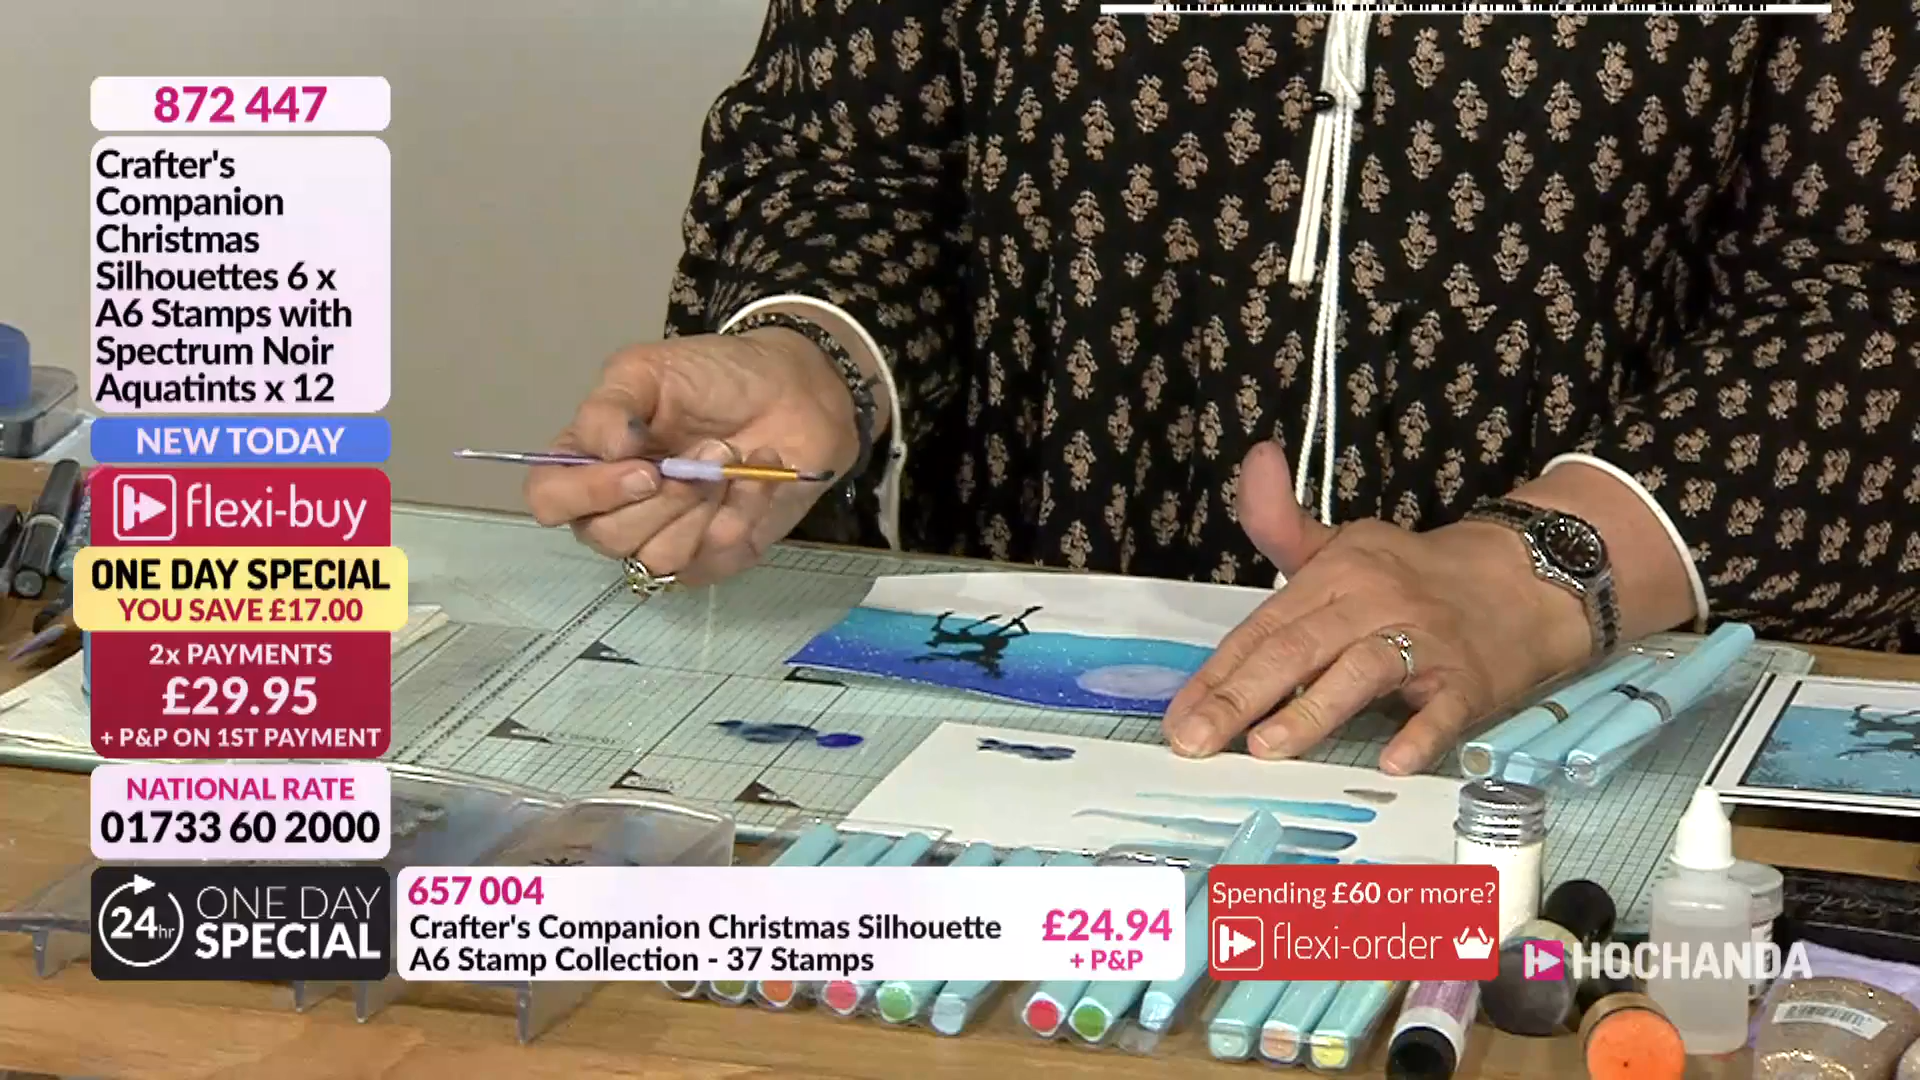 872 447
Crafter's
Companion
Christmas
Silhouettes 6 x
A6 Stamps with
Spectrum Noir
Aquatints x 12
NEW TODAY
flexi-buy
ONE DAY SPECIAL
YOU SAVE £17.00
2x PAYMENTS
£29.95
+ P&P ON 1ST PAYMENT
NATIONAL RATE
01733 60 2000
24hr
ONE DAY
SPECIAL
657 004
Crafter's Companion Christmas Silhouette
A6 Stamp Collection - 37 Stamps
£24.94
+ P&P
Spending £60 or more?
flexi-order
HOCHANDA